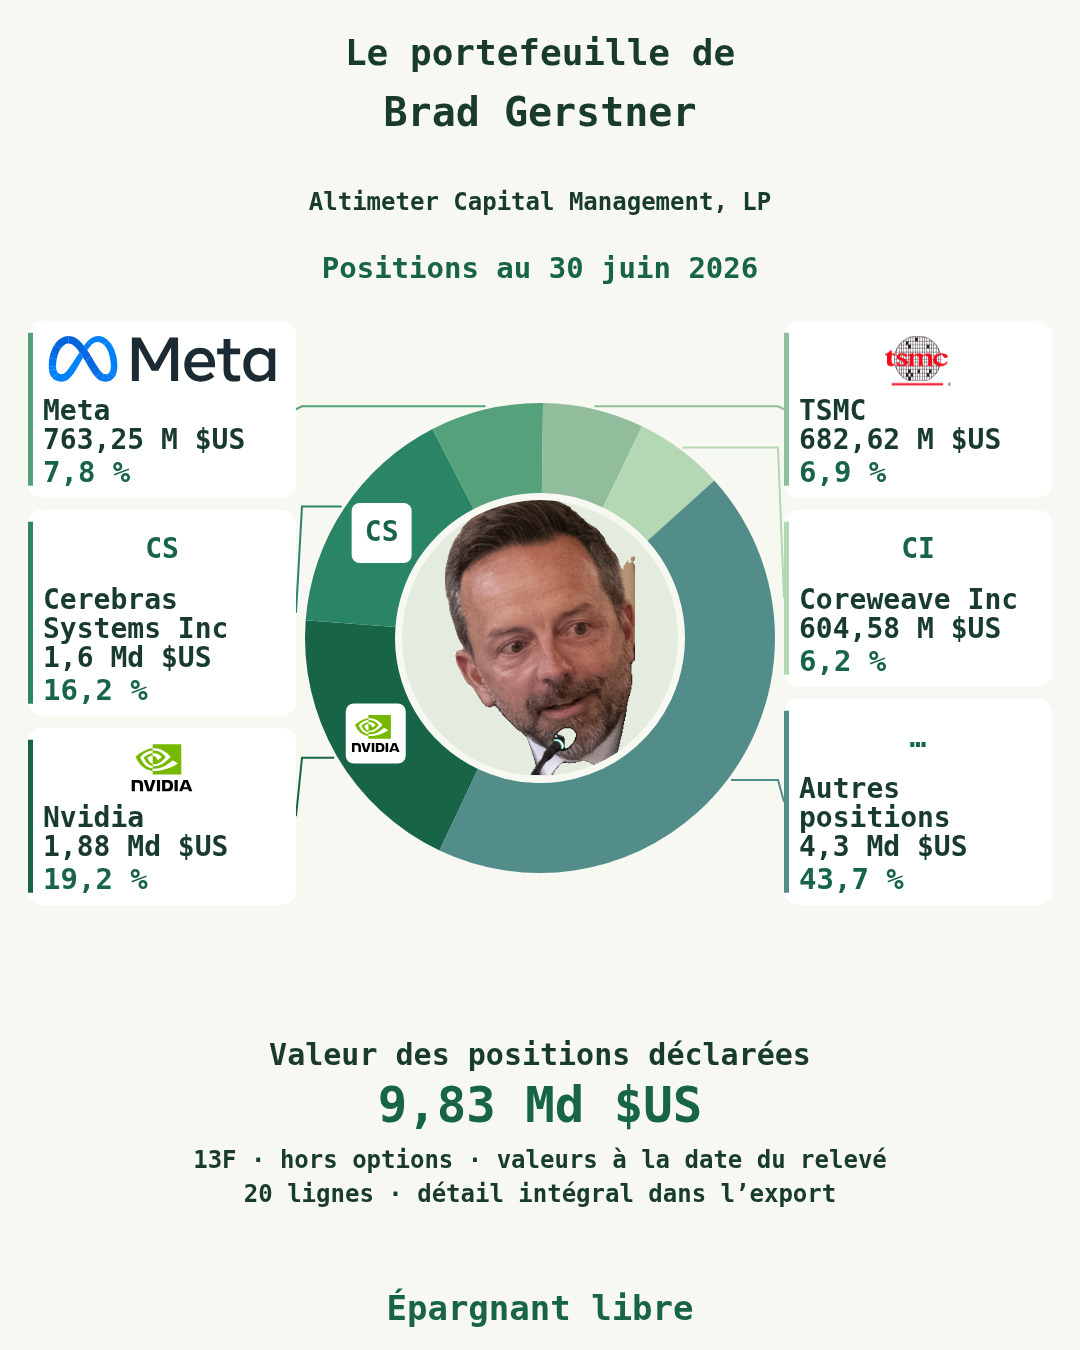 Le portefeuille de
Brad Gerstner
Altimeter Capital Management, LP
Positions au 30 juin 2026
Meta
Meta
763,25 M $US
7,8 %
CS
Cerebras
Systems Inc
1,6 Md $US
16,2 %
NVIDIA
Nvidia
1,88 Md $US
19,2 %
CS
NVIDIA
tsmc
TSMC
682,62 M $US
6,9 %
CI
Coreweave Inc
604,58 M $US
6,2 %
…
Autres
positions
4,3 Md $US
43,7 %
Valeur des positions déclarées
9,83 Md $US
13F · hors options · valeurs à la date du relevé
20 lignes · détail intégral dans l’export
Épargnant libre